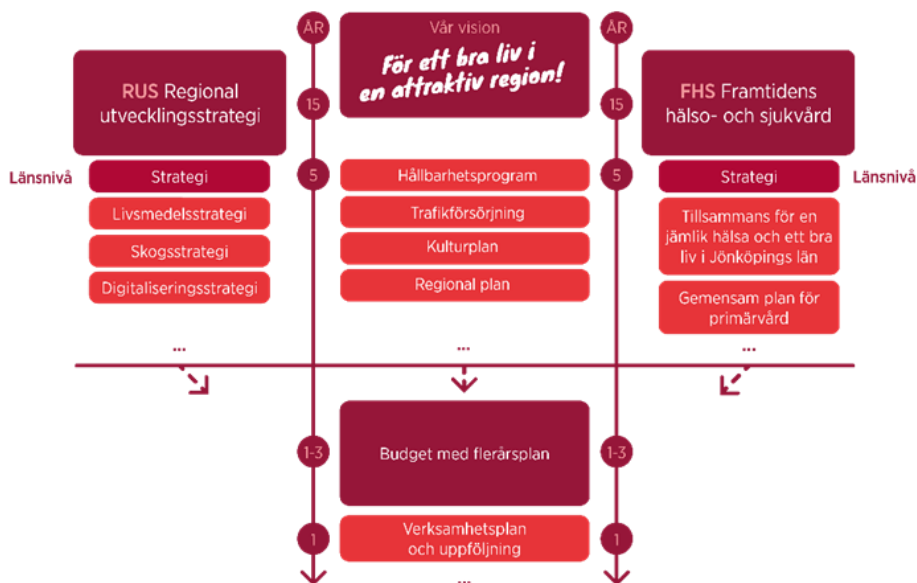 ÅR
Vår vision
För ett bra liv i
en attraktiv region!
ÅR
RUS Regional
utvecklingsstrategi
15
15
FHS Framtidens
hälso- och sjukvård
Länsnivå
Strategi
Livsmedelsstrategi
Skogsstrategi
Digitaliseringsstrategi
...
5
Hållbarhetsprogram
Trafikförsörjning
Kulturplan
Regional plan
...
5
Strategi
Länsnivå
Tillsammans för en
jämlik hälsa och ett bra
liv i Jönköpings län
Gemensam plan för
primärvård
...
1-3
Budget med flerårsplan
1-3
1
Verksamhetsplan
och uppföljning
1
...